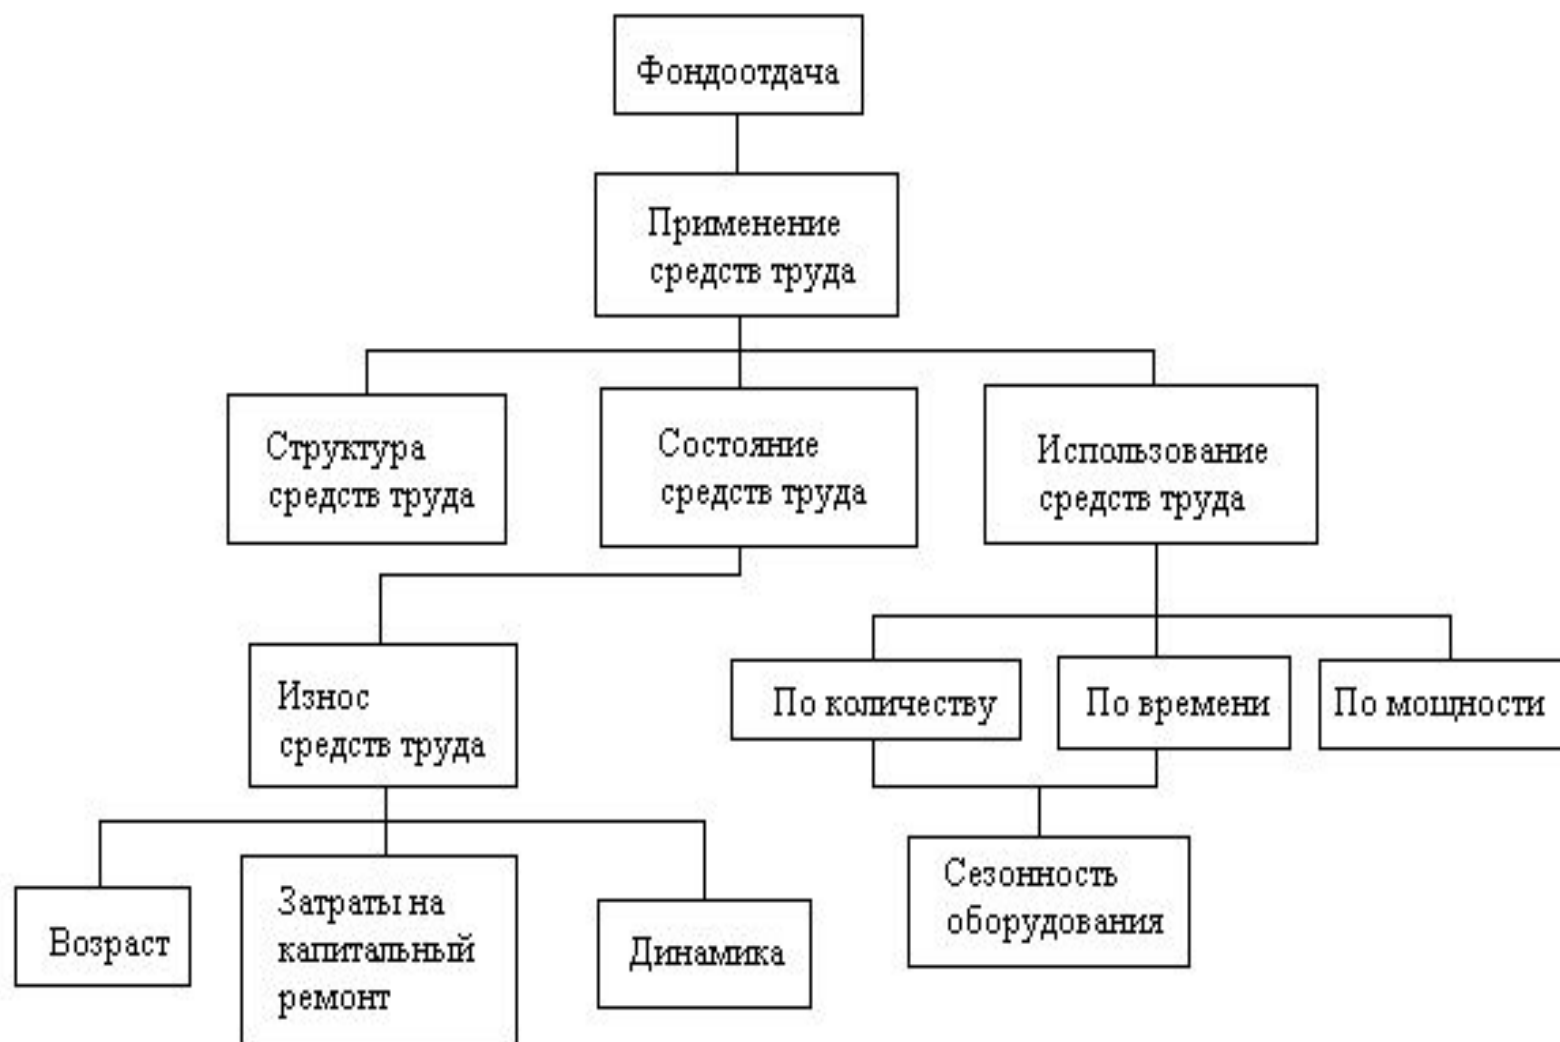 Фондоотдача
Применение
средств труда
Структура
средств труда
Состояние
средств труда
Использование
средств труда
Износ
средств труда
По количеству
По времени
По мощности
Возраст
Затраты на
капитальный
ремонт
Динамика
Сезонность
оборудования